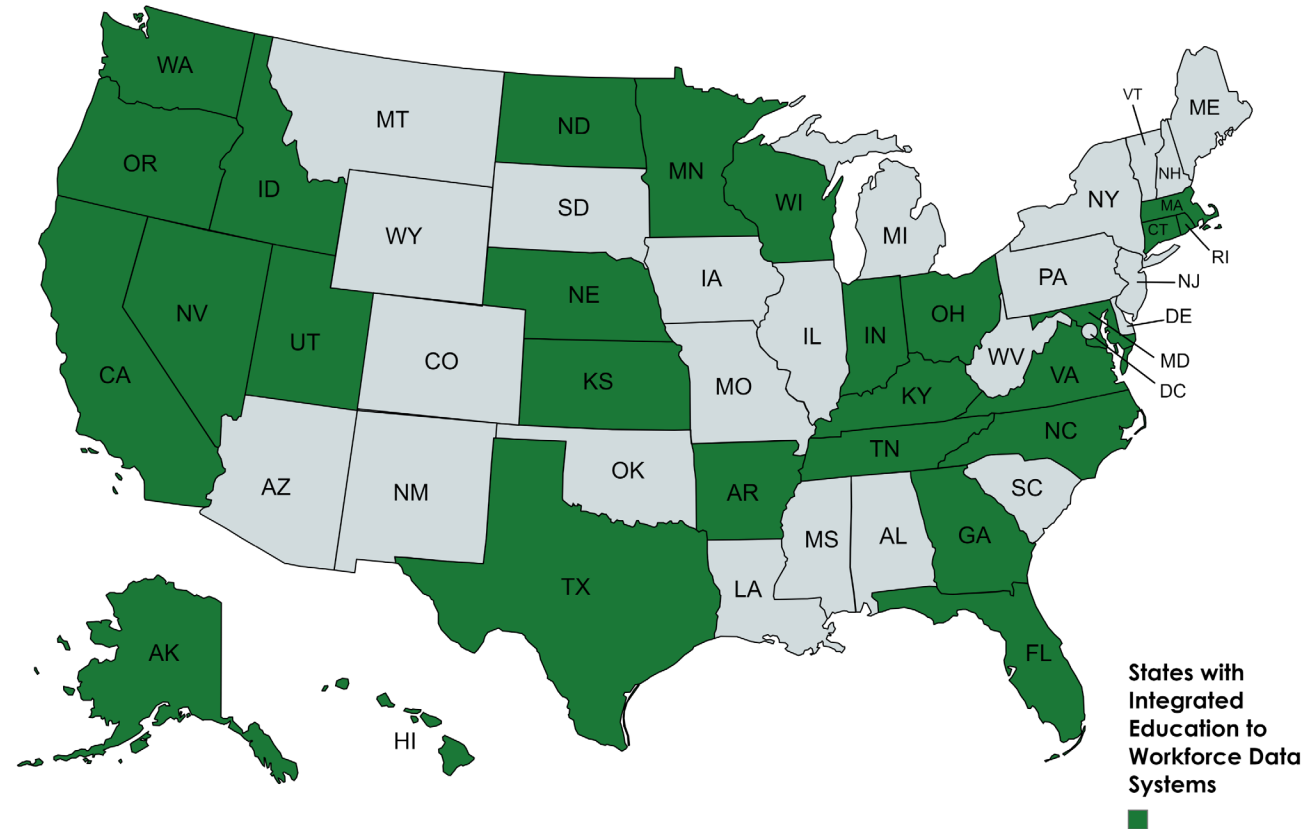 WA
MT
ND
MN
OR
ID
SD
WI
WY
MI
NY
VT
ME
NH
MA
CT
RI
NV
UT
CO
NE
IA
IL
IN
OH
PA
NJ
DE
MD
DC
WV
VA
CA
KS
MO
KY
NC
TN
AZ
NM
OK
AR
SC
MS
AL
GA
TX
LA
FL
AK
HI
States with
Integrated
Education to
Workforce Data
Systems